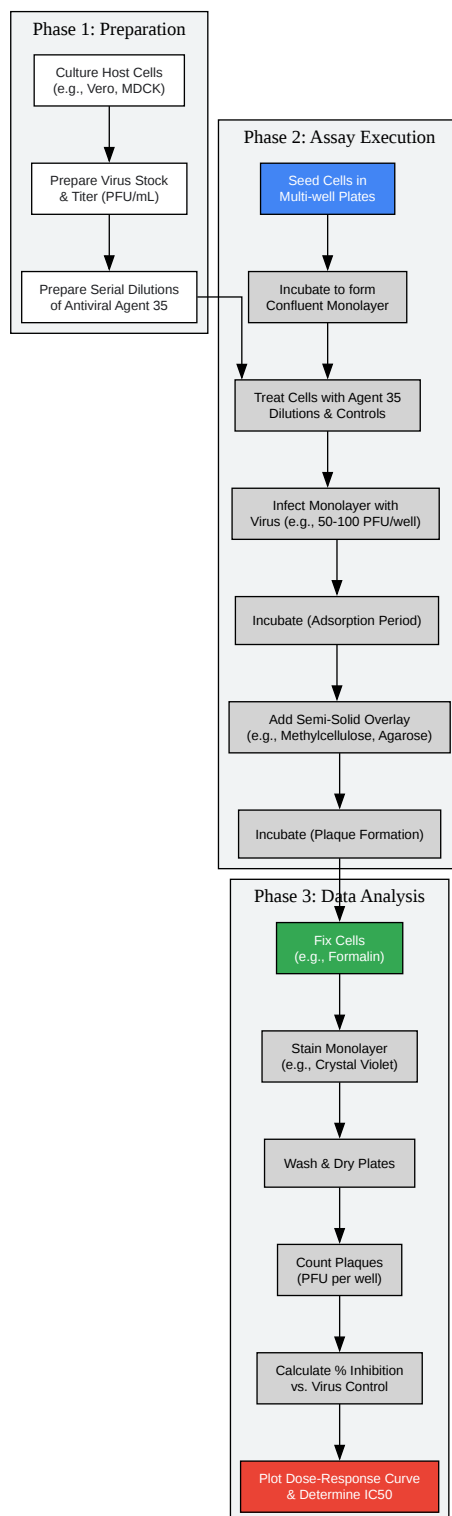 Phase 1: Preparation
Culture Host Cells
(e.g., Vero, MDCK)
Prepare Virus Stock
& Titer (PFU/mL)
Prepare Serial Dilutions
of Antiviral Agent 35
Phase 2: Assay Execution
Seed Cells in
Multi-well Plates
Incubate to form
Confluent Monolayer
Treat Cells with Agent 35
Dilutions & Controls
Infect Monolayer with
Virus (e.g., 50-100 PFU/well)
Incubate (Adsorption Period)
Add Semi-Solid Overlay
(e.g., Methylcellulose, Agarose)
Incubate (Plaque Formation)
Phase 3: Data Analysis
Fix Cells
(e.g., Formalin)
Stain Monolayer
(e.g., Crystal Violet)
Wash & Dry Plates
Count Plaques
(PFU per well)
Calculate % Inhibition
vs. Virus Control
Plot Dose-Response Curve
& Determine IC50